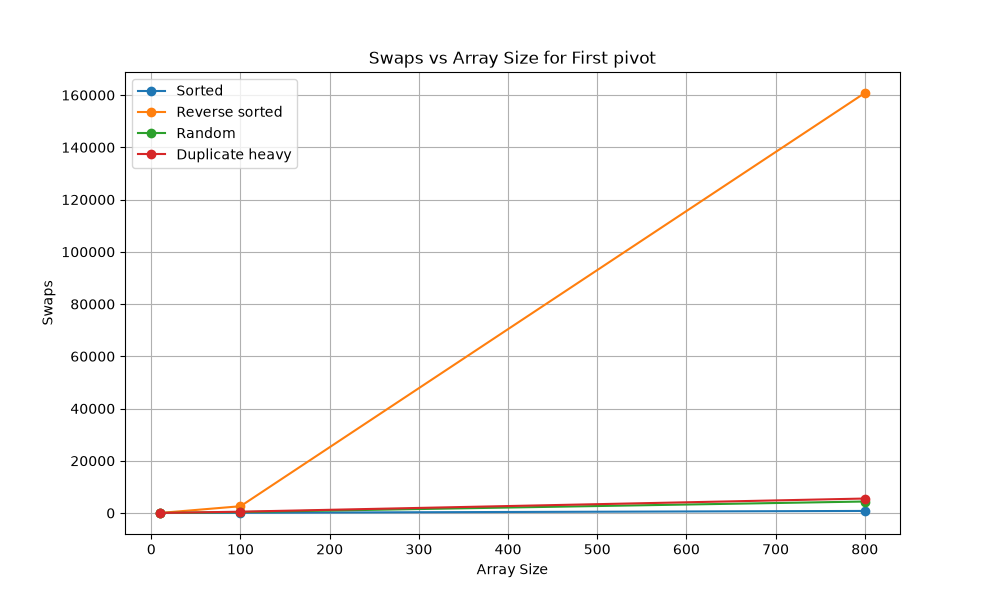 Swaps vs Array Size for First pivot
Sorted
Reverse sorted
Random
Duplicate heavy
160000
140000
120000
100000
80000
60000
40000
20000
0
Swaps
0 100 200 300 400 500 600 700 800
Array Size